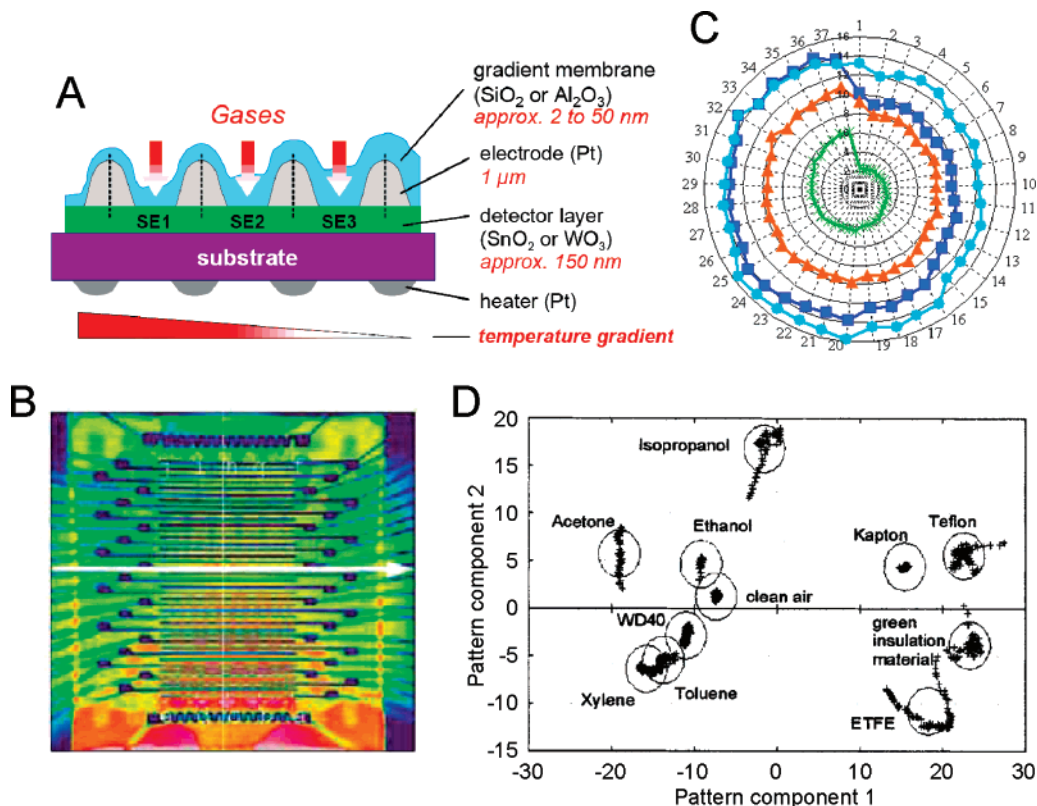 A
Gases
gradient membrane
(SiO₂ or Al₂O₃)
approx. 2 to 50 nm
electrode (Pt)
1 µm
SE1 SE2 SE3
detector layer
(SnO₂ or WO₃)
approx. 150 nm
substrate
heater (Pt)
temperature gradient
B
C
1
2
3
4
5
6
7
8
9
10
11
12
13
14
15
16
17
18
19
20
21
22
23
24
25
26
27
28
29
30
31
32
33
34
35
36
37
16
14
12
10
8
D
Pattern component 2
20
15
10
5
0
-5
-10
-15
Isopropanol
Acetone
Ethanol
Kapton
Teflon
clean air
WD40
green
insulation
material
Xylene
Toluene
ETFE
-30 -20 -10 0 10 20 30
Pattern component 1